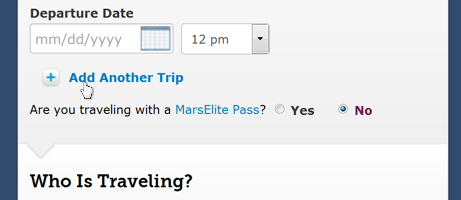 Departure Date
mm/dd/yyyy 12 pm
Add Another Trip
Are you traveling with a MarsElite Pass? Yes No
Who Is Traveling?